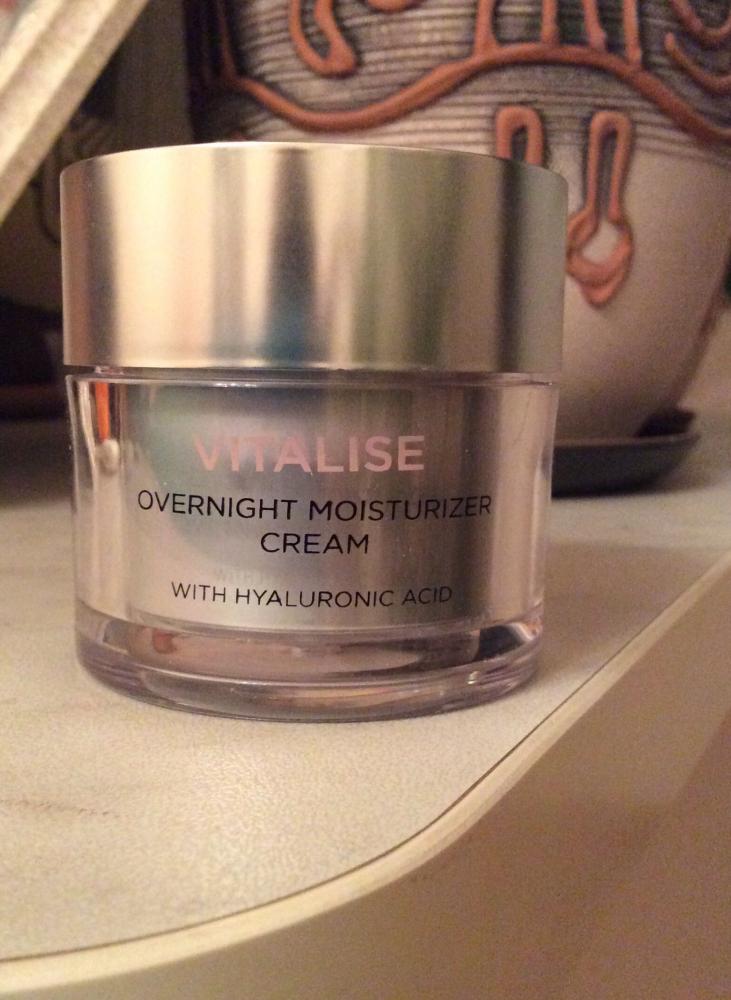 VITALISE
OVERNIGHT MOISTURIZER
CREAM
WITH HYALURONIC ACID